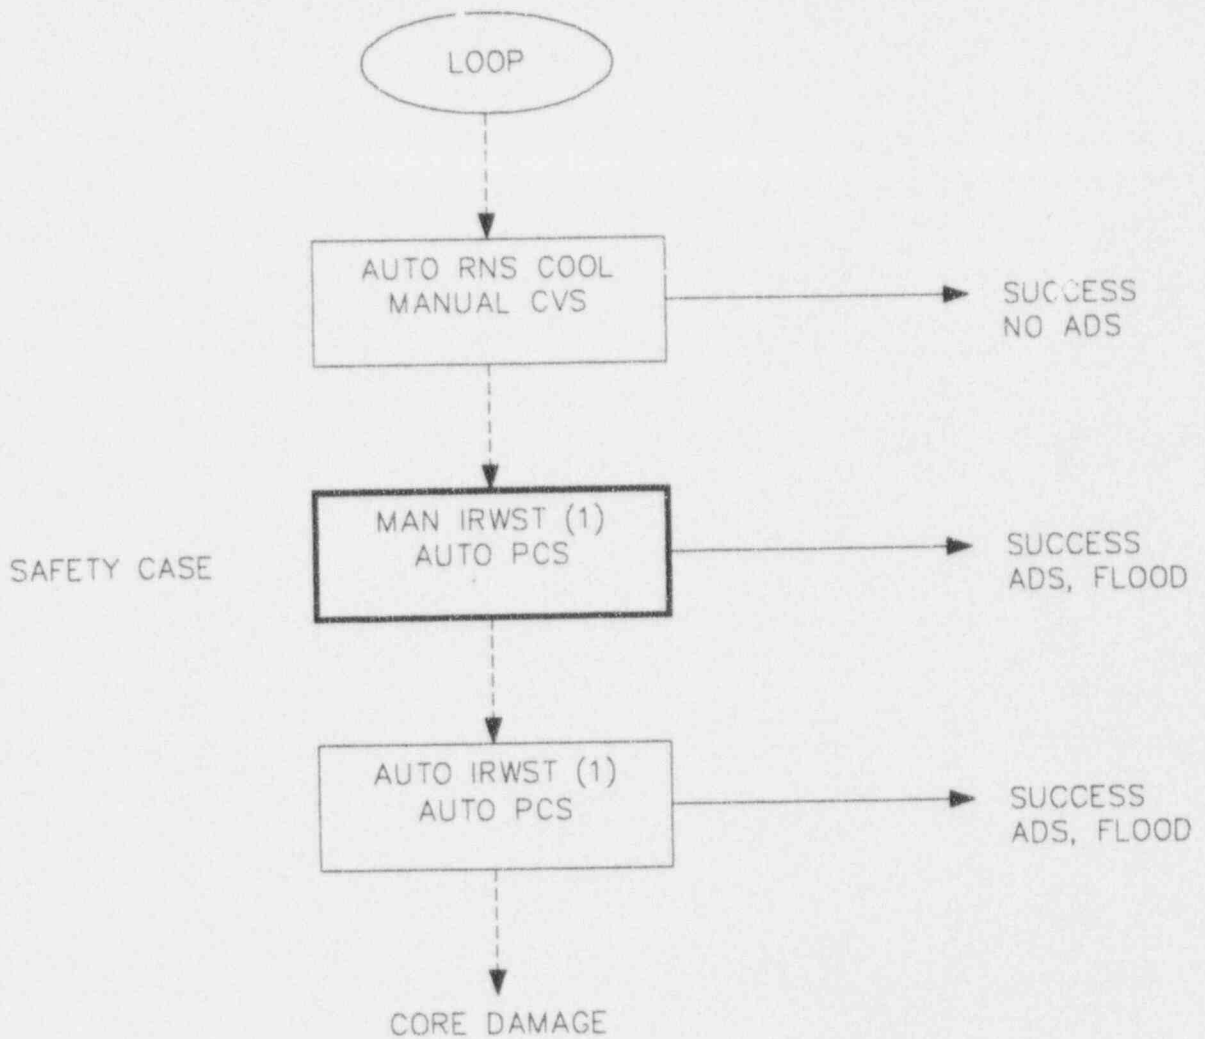 LOOP
AUTO RNS COOL
MANUAL CVS
SUCCESS
NO ADS
SAFETY CASE
MAN IRWST (1)
AUTO PCS
SUCCESS
ADS, FLOOD
AUTO IRWST (1)
AUTO PCS
SUCCESS
ADS, FLOOD
CORE DAMAGE